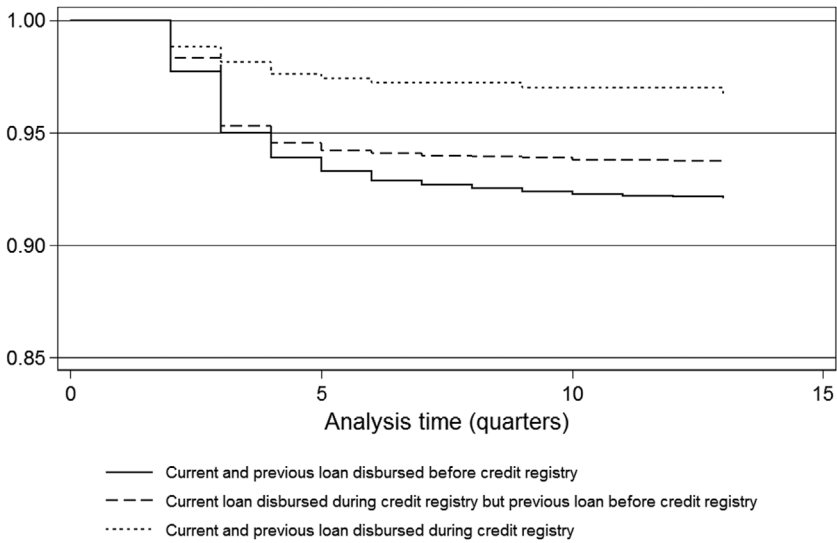 1.00
0.95
0.90
0.85
0 5 10 15
Analysis time (quarters)
Current and previous loan disbursed before credit registry
Current loan disbursed during credit registry but previous loan before credit registry
Current and previous loan disbursed during credit registry